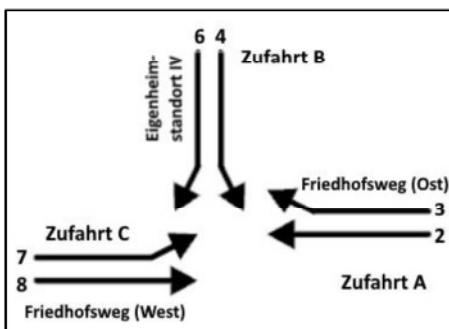 6 4
Zufahrt B
Eigenheim-
standort IV
Friedhofsweg (Ost)
3
2
Zufahrt A
Zufahrt C
7
8
Friedhofsweg (West)